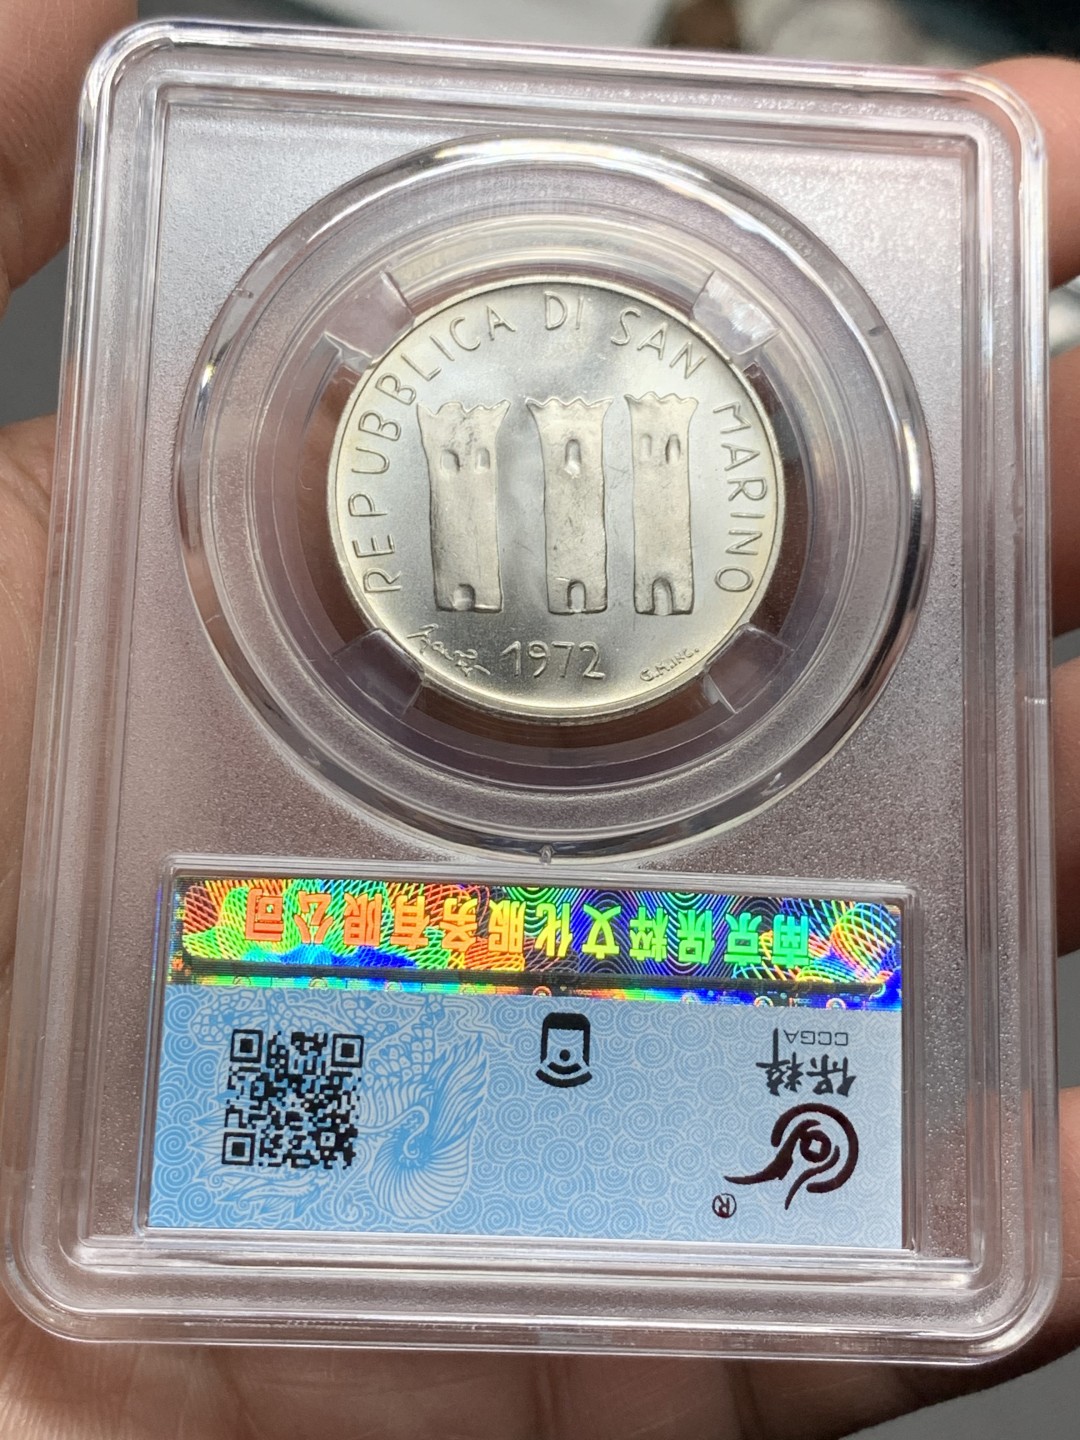 REPUBBLICA DI SAN MARINO
1972
G.M.INC.
南京保粹文化服务有限公司
CCGA
保粹
®